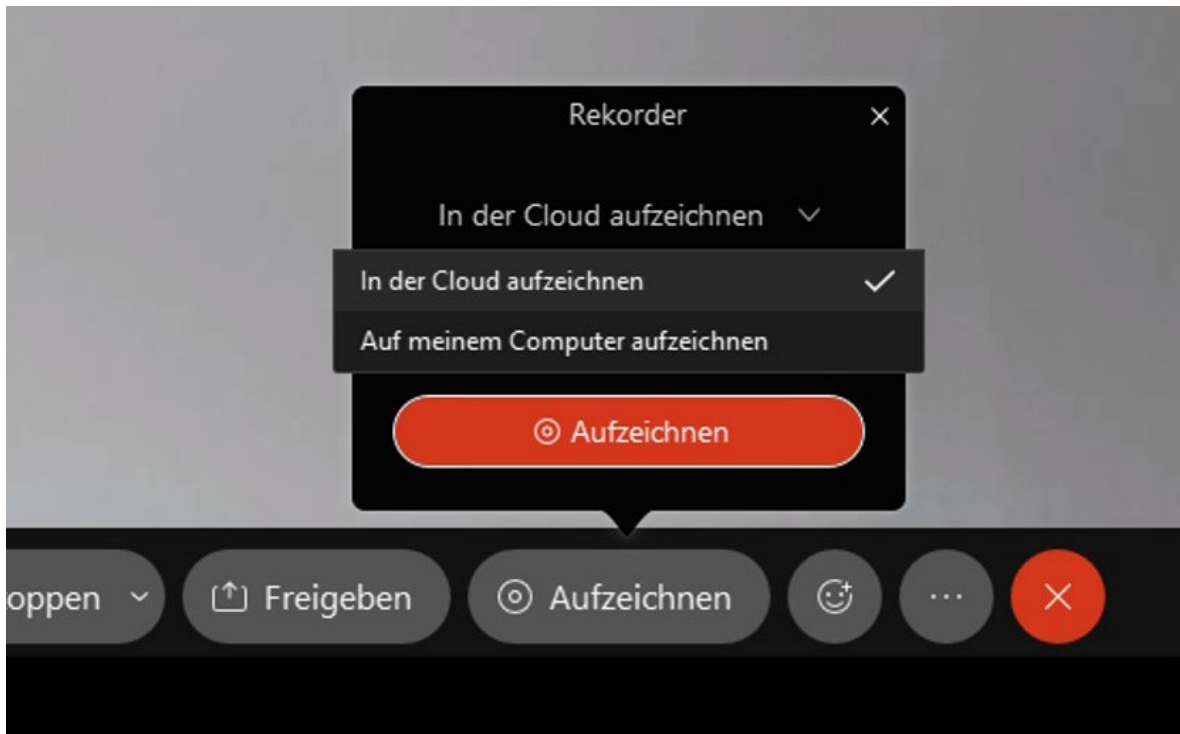 Rekorder
In der Cloud aufzeichnen
In der Cloud aufzeichnen
Auf meinem Computer aufzeichnen
Aufzeichnen
oppen Freigeben Aufzeichnen